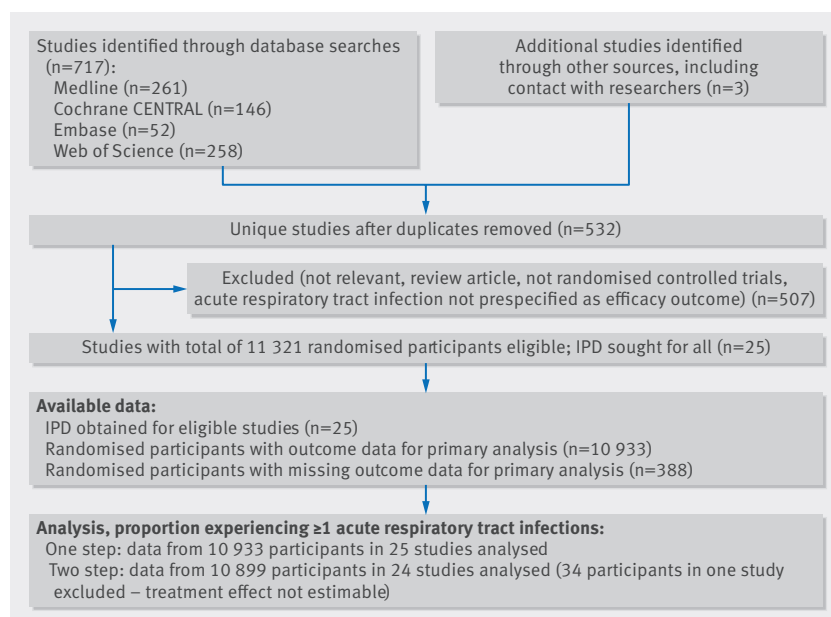 Studies identified through database searches
(n=717):
Medline (n=261)
Cochrane CENTRAL (n=146)
Embase (n=52)
Web of Science (n=258)
Additional studies identified
through other sources, including
contact with researchers (n=3)
Unique studies after duplicates removed (n=532)
Excluded (not relevant, review article, not randomised controlled trials,
acute respiratory tract infection not prespecified as efficacy outcome) (n=507)
Studies with total of 11 321 randomised participants eligible; IPD sought for all (n=25)
Available data:
IPD obtained for eligible studies (n=25)
Randomised participants with outcome data for primary analysis (n=10 933)
Randomised participants with missing outcome data for primary analysis (n=388)
Analysis, proportion experiencing ≥1 acute respiratory tract infections:
One step: data from 10 933 participants in 25 studies analysed
Two step: data from 10 899 participants in 24 studies analysed (34 participants in one study
excluded – treatment effect not estimable)